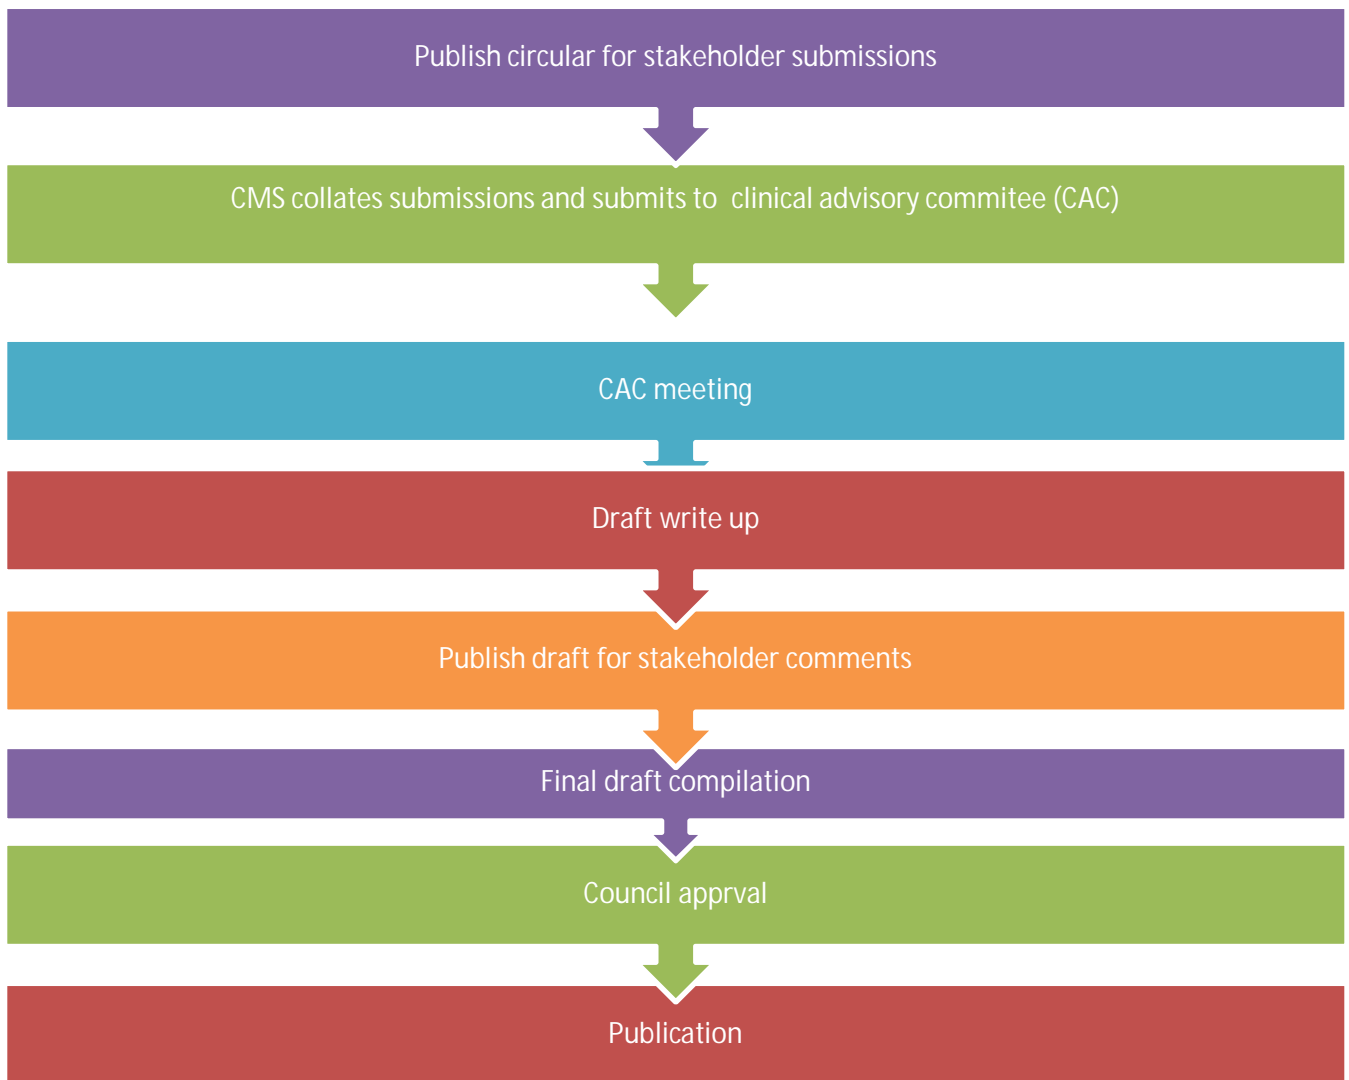 Publish circular for stakeholder submissions
CMS collates submissions and submits to  clinical advisory commitee (CAC)
CAC meeting
Draft write up
Publish draft for stakeholder comments
Final draft compilation
Council apprval
Publication